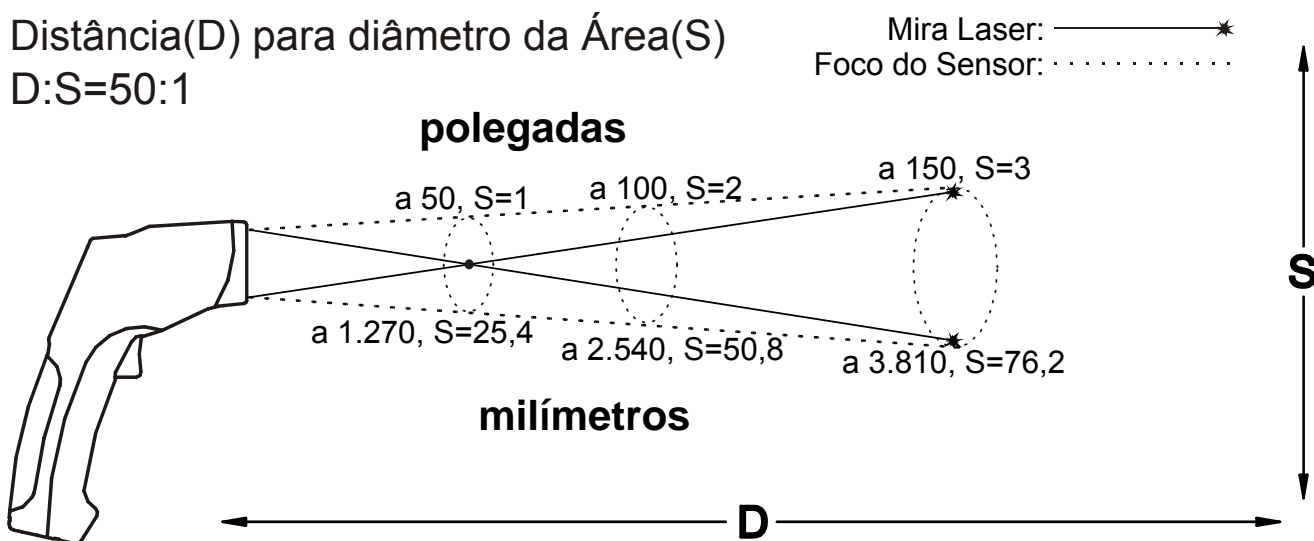 Distância(D) para diâmetro da Área(S)
D:S=50:1
Mira Laser:
Foco do Sensor:
polegadas
a 50, S=1
a 100, S=2
a 150, S=3
S
a 1.270, S=25,4
a 2.540, S=50,8
a 3.810, S=76,2
milímetros
D